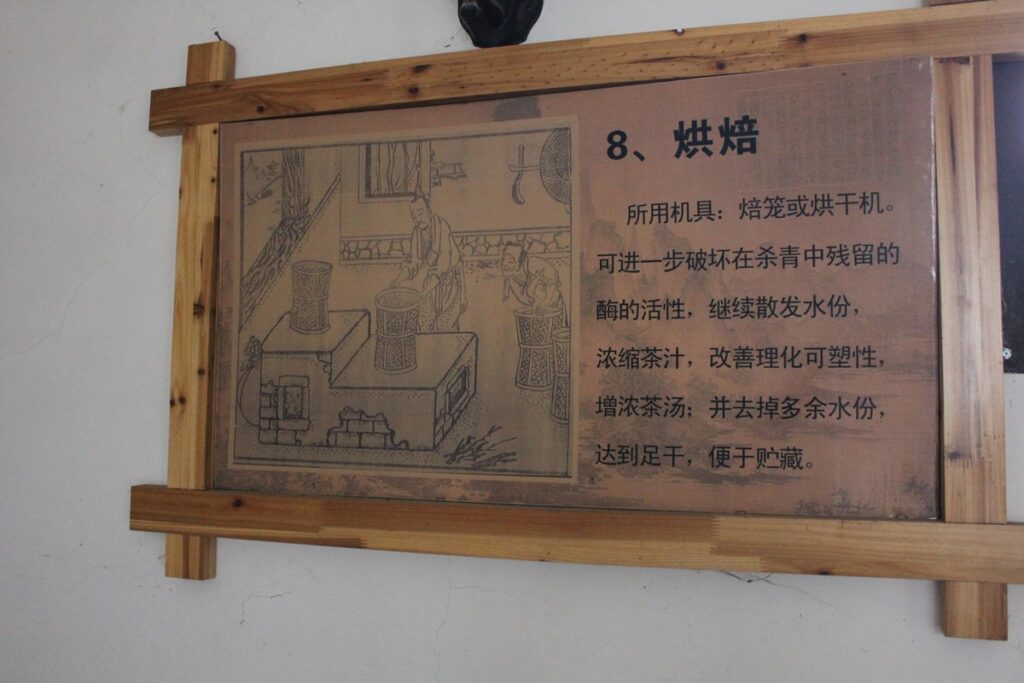 8、烘焙
所用机具：焙笼或烘干机。
可进一步破坏在杀青中残留的
酶的活性，继续散发水份，
浓缩茶汁，改善理化可塑性，
增浓茶汤；并去掉多余水份，
达到足干，便于贮藏。